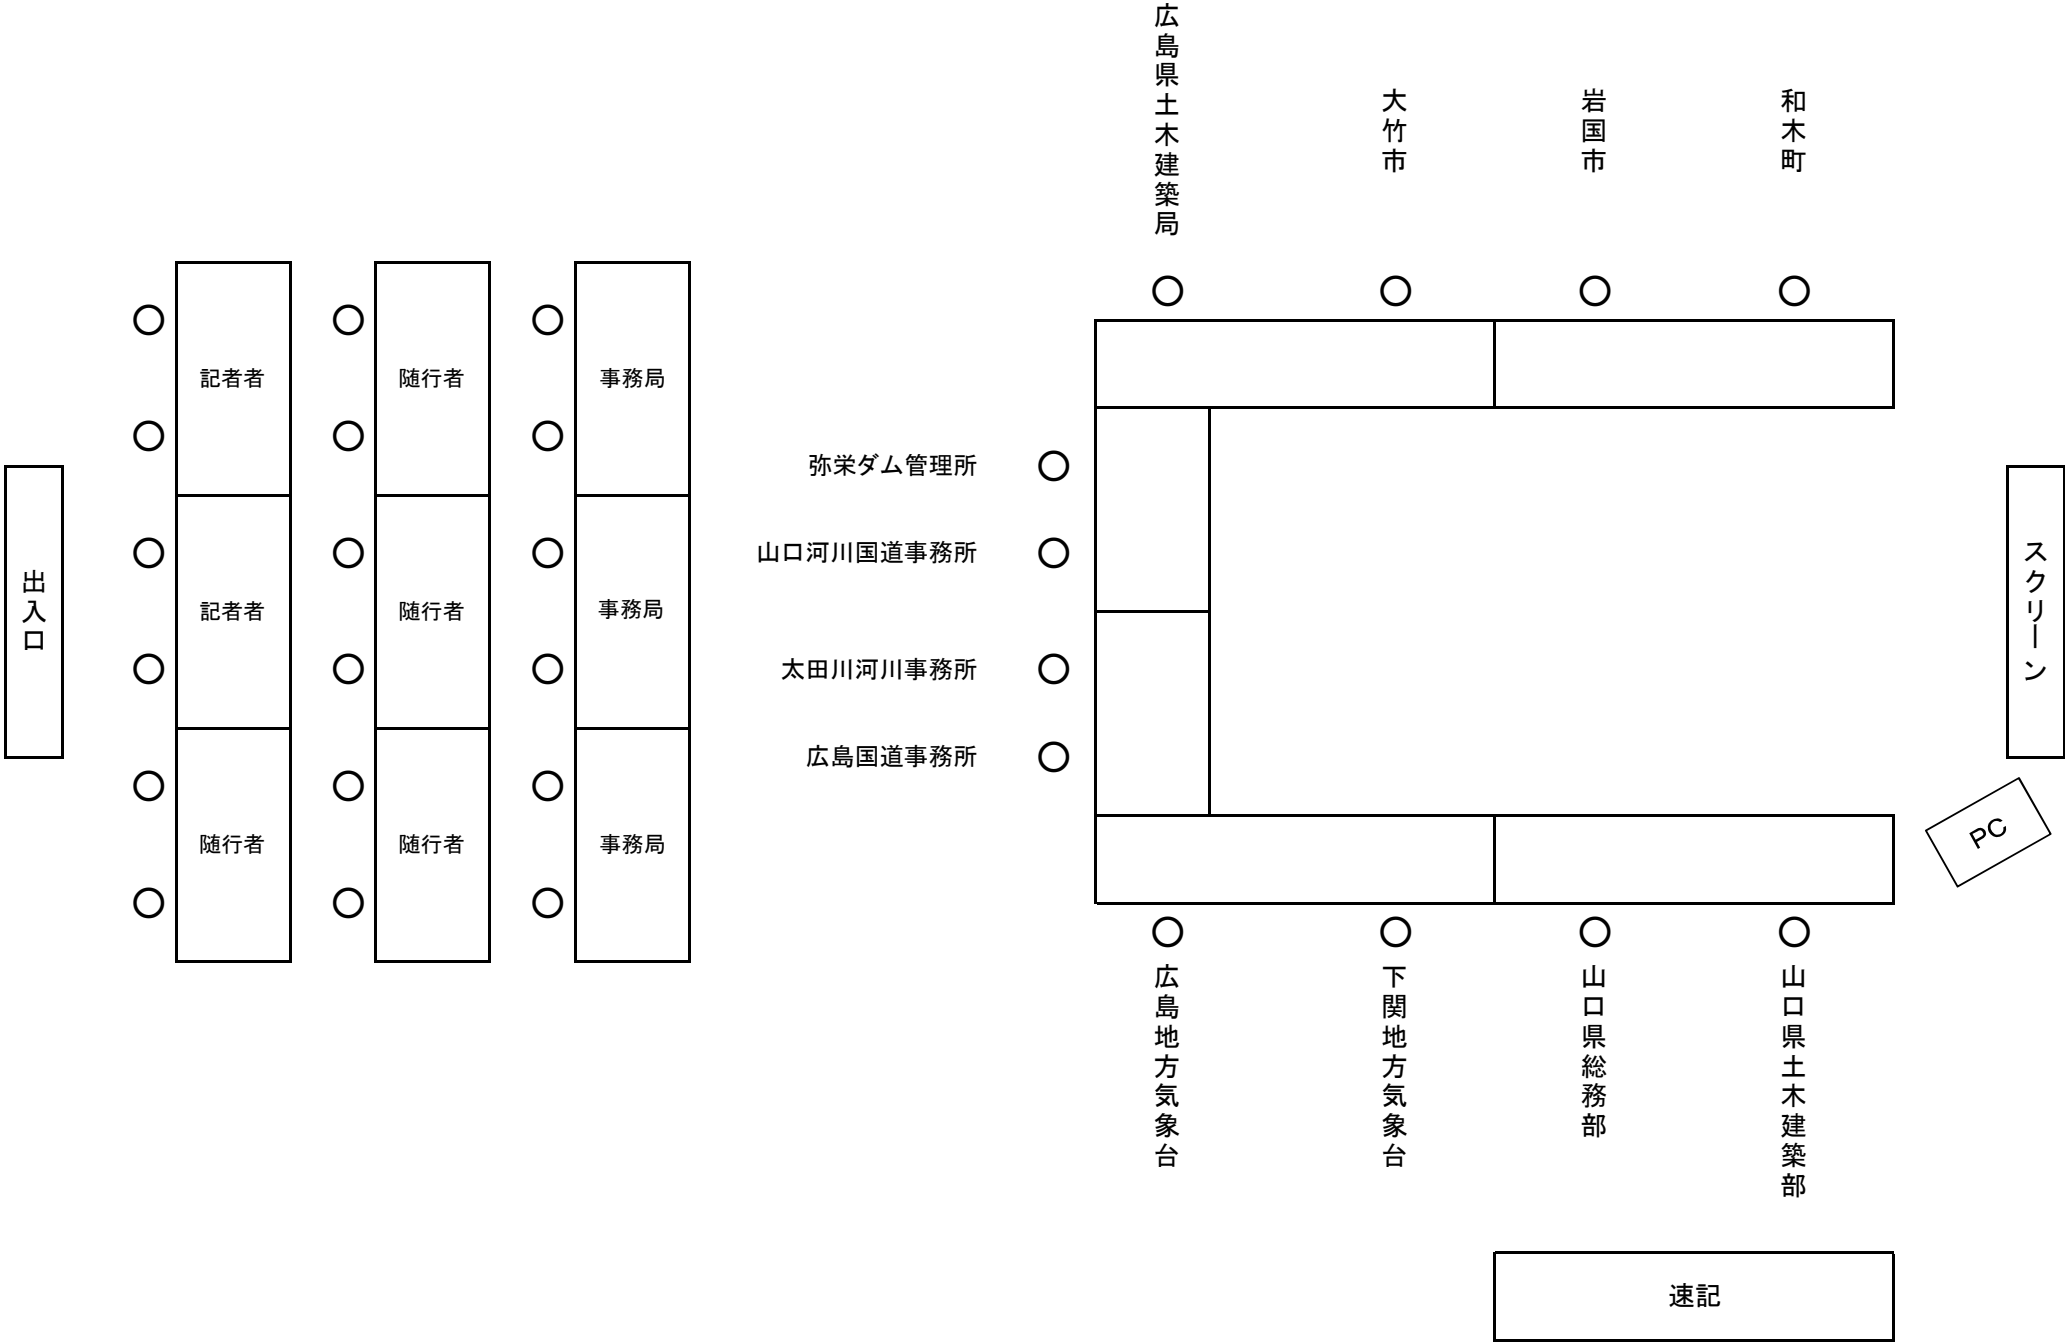 広島県土木建築局
大竹市
岩国市
和木町
記者者
随行者
事務局
弥栄ダム管理所
山口河川国道事務所
出入口
記者者
随行者
事務局
スクリーン
太田川河川事務所
広島国道事務所
随行者
随行者
事務局
PC
広島地方気象台
下関地方気象台
山口県総務部
山口県土木建築部
速記